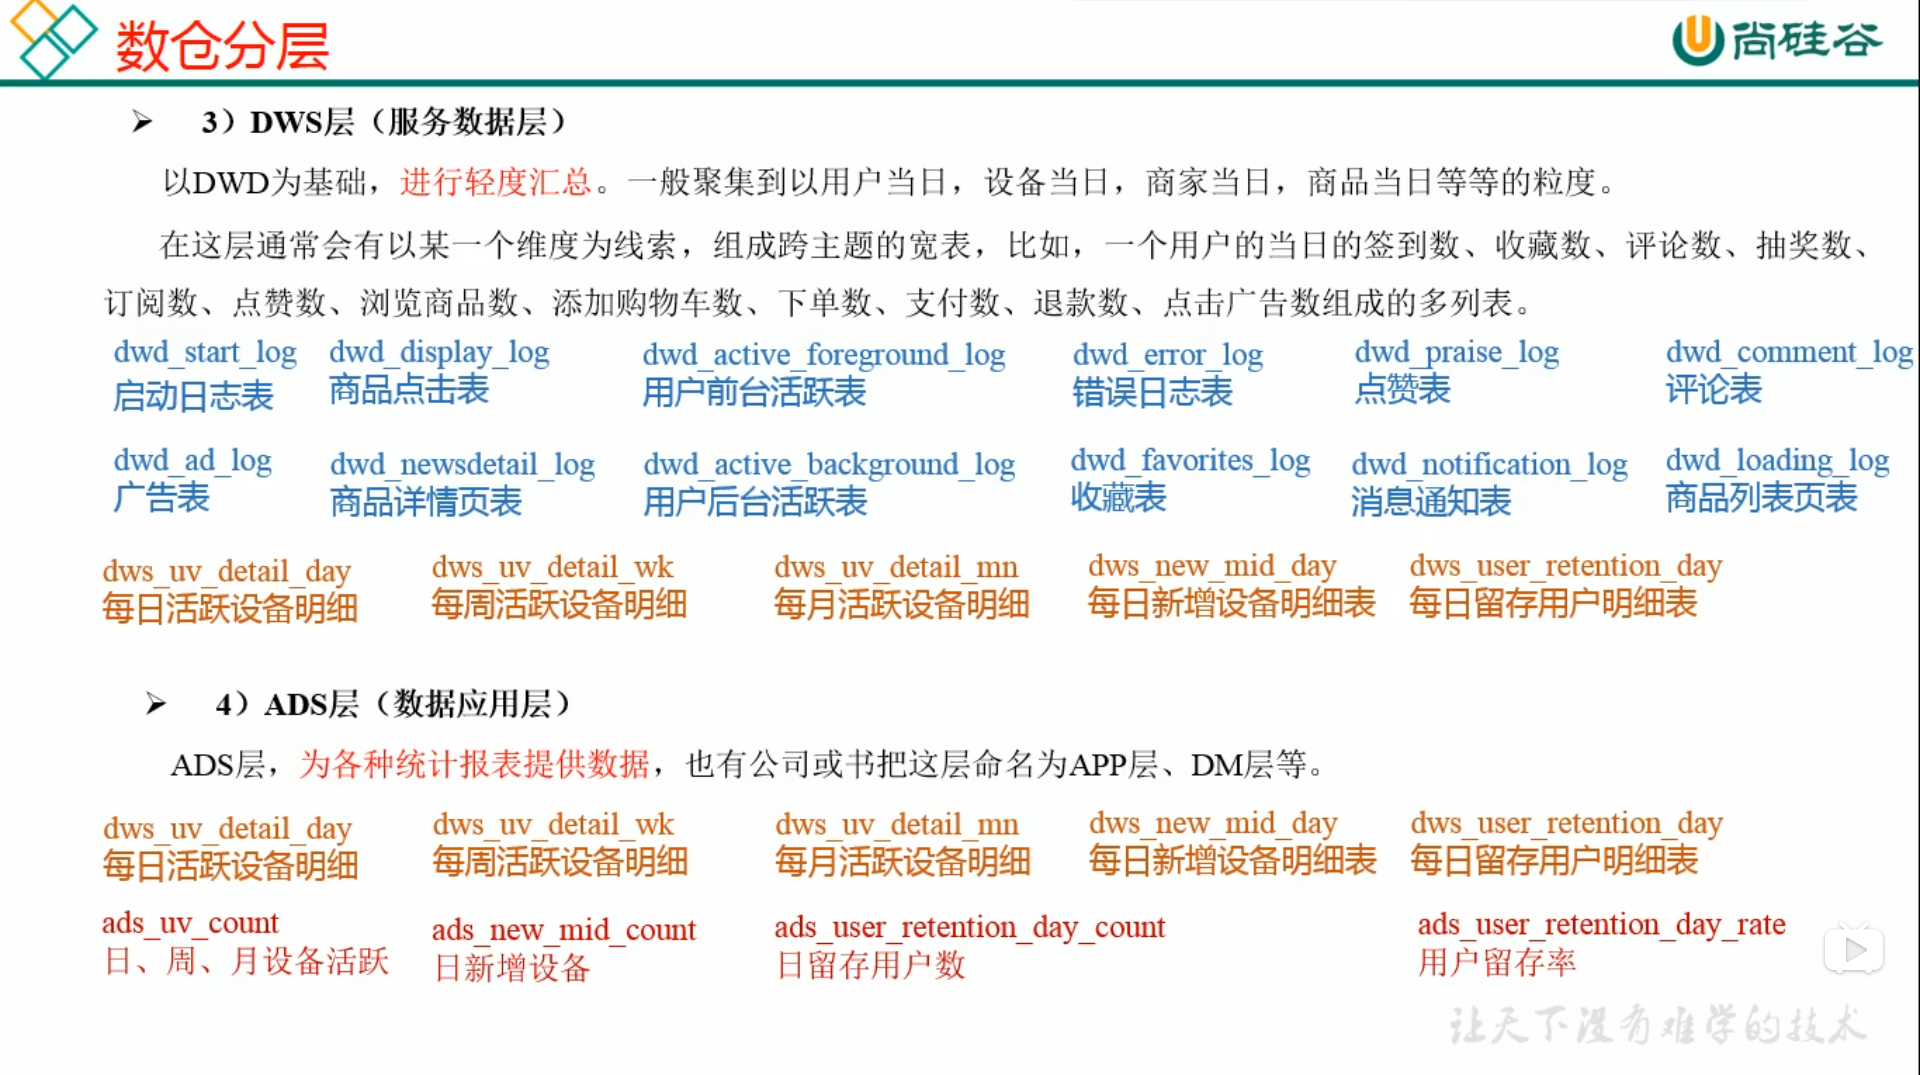 数仓分层
尚硅谷
3）DWS层（服务数据层）
以DWD为基础，进行轻度汇总。一般聚集到以用户当日，设备当日，商家当日，商品当日等等的粒度。
在这层通常会有以某一个维度为线索，组成跨主题的宽表，比如，一个用户的当日的签到数、收藏数、评论数、抽奖数、
订阅数、点赞数、浏览商品数、添加购物车数、下单数、支付数、退款数、点击广告数组成的多列表。
dwd_start_log dwd_display_log dwd_active_foreground_log dwd_error_log dwd_praise_log dwd_comment_log
启动日志表 商品点击表 用户前台活跃表 错误日志表 点赞表 评论表
dwd_ad_log dwd_newsdetail_log dwd_active_background_log dwd_favorites_log dwd_notification_log dwd_loading_log
广告表 商品详情页表 用户后台活跃表 收藏表 消息通知表 商品列表页表
dws_uv_detail_day dws_uv_detail_wk dws_uv_detail_mn dws_new_mid_day dws_user_retention_day
每日活跃设备明细 每周活跃设备明细 每月活跃设备明细 每日新增设备明细表 每日留存用户明细表
4）ADS层（数据应用层）
ADS层，为各种统计报表提供数据，也有公司或书把这层命名为APP层、DM层等。
dws_uv_detail_day dws_uv_detail_wk dws_uv_detail_mn dws_new_mid_day dws_user_retention_day
每日活跃设备明细 每周活跃设备明细 每月活跃设备明细 每日新增设备明细表 每日留存用户明细表
ads_uv_count ads_new_mid_count ads_user_retention_day_count ads_user_retention_day_rate
日、周、月设备活跃 日新增设备 日留存用户数 用户留存率
让天下没有难学的技术